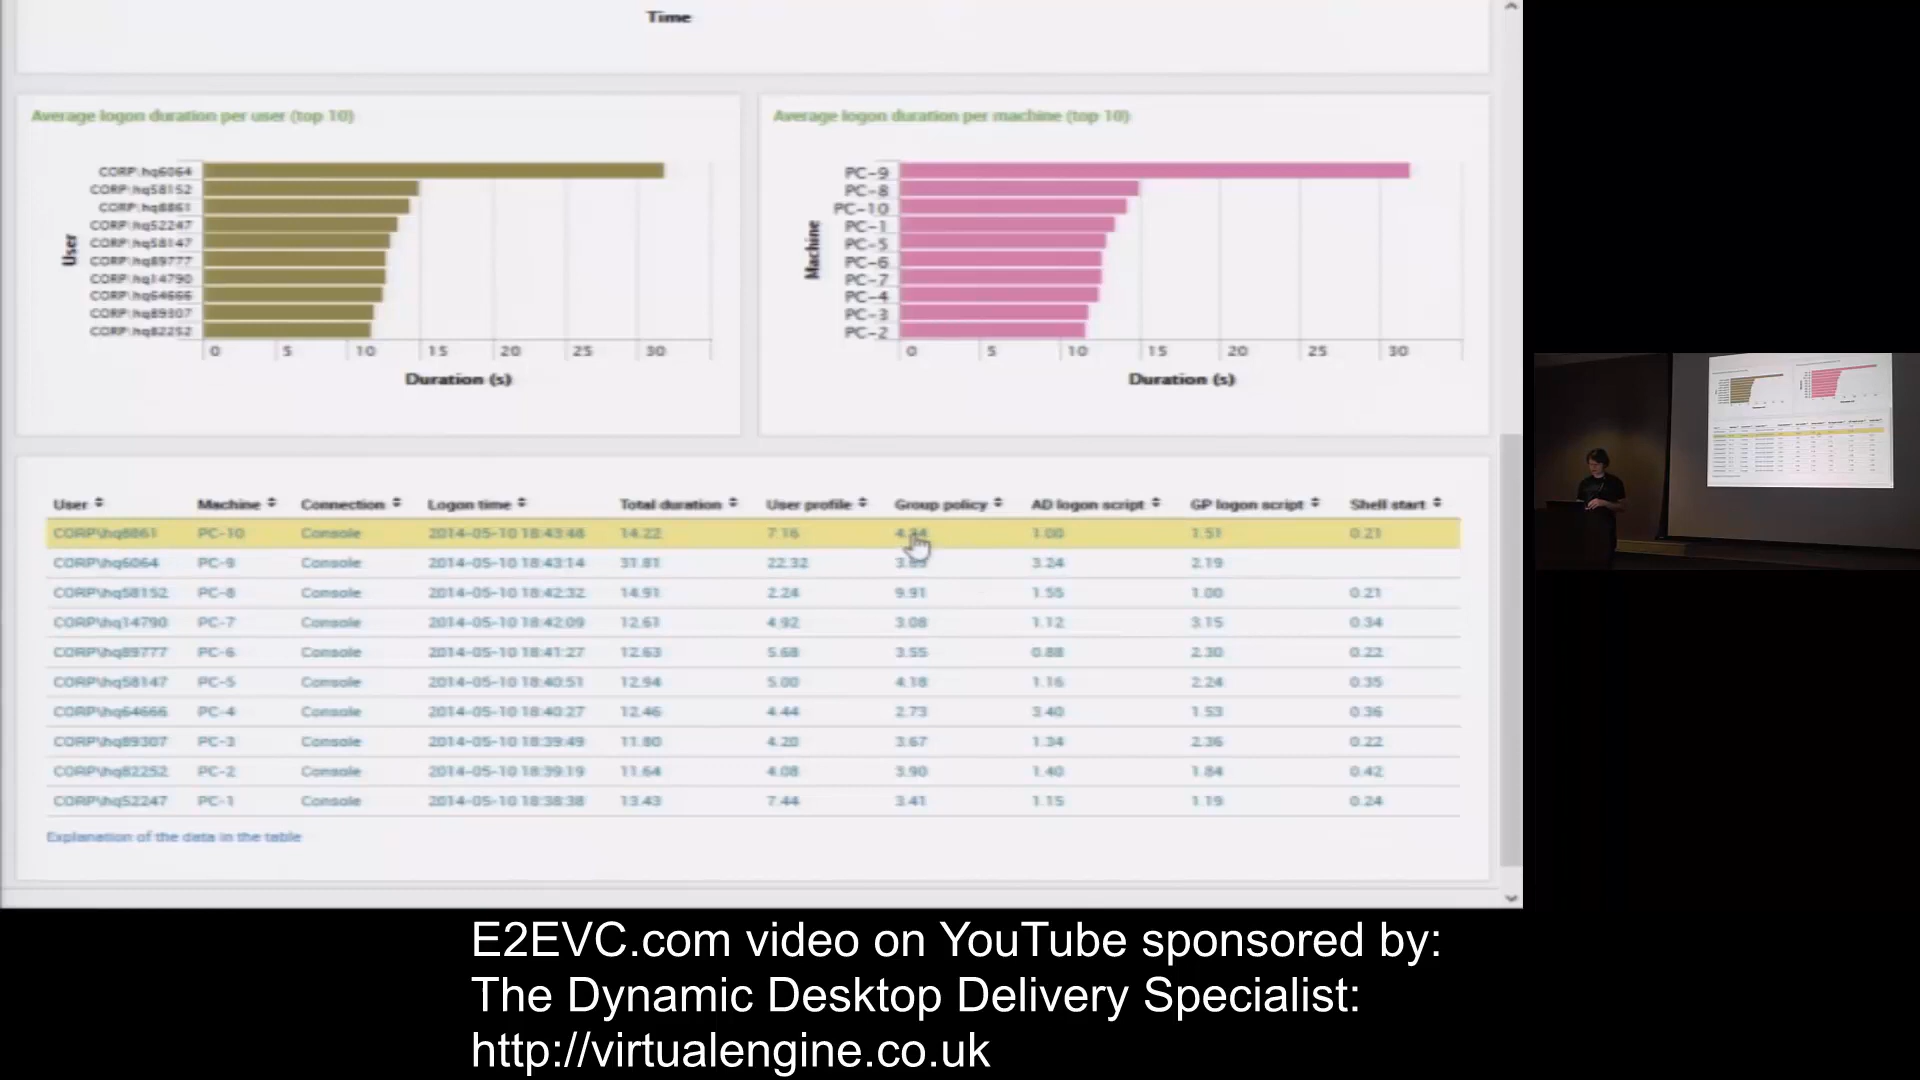 Time
Average logon duration per user (top 10)
CORP\hq6064
CORP\hq58152
CORP\hq8861
CORP\hq52247
CORP\hq58147
CORP\hq89777
CORP\hq14790
CORP\hq64666
CORP\hq89307
CORP\hq82252
User
0 5 10 15 20 25 30
Duration (s)
Average logon duration per machine (top 10)
PC-9
PC-8
PC-10
PC-1
PC-5
PC-6
PC-7
PC-4
PC-3
PC-2
Machine
0 5 10 15 20 25 30
Duration (s)
User Machine Connection Logon time Total duration User profile Group policy AD logon script GP logon script Shell start
CORP\hq8861 PC-10 Console 2014-05-10 18:43:46 14.22 7.16 1.00 1.51 0.21
CORP\hq6064 PC-9 Console 2014-05-10 18:43:14 31.81 22.32 3.24 2.19
CORP\hq58152 PC-8 Console 2014-05-10 18:42:32 14.91 2.24 9.91 1.55 1.00 0.21
CORP\hq14790 PC-7 Console 2014-05-10 18:42:09 12.61 4.92 3.08 1.12 3.15 0.34
CORP\hq89777 PC-6 Console 2014-05-10 18:41:27 12.63 5.68 3.55 0.88 2.30 0.22
CORP\hq58147 PC-5 Console 2014-05-10 18:40:51 12.94 5.00 4.18 1.16 2.24 0.35
CORP\hq64666 PC-4 Console 2014-05-10 18:40:27 12.46 4.44 2.73 3.40 1.53 0.36
CORP\hq89307 PC-3 Console 2014-05-10 18:39:49 11.80 4.20 3.67 1.34 2.36 0.22
CORP\hq82252 PC-2 Console 2014-05-10 18:39:19 11.64 4.08 3.90 1.40 1.84 0.42
CORP\hq52247 PC-1 Console 2014-05-10 18:38:38 13.43 7.44 3.41 1.15 1.19 0.24
Explanation of the data in the table
E2EVC.com video on YouTube sponsored by:
The Dynamic Desktop Delivery Specialist:
http://virtualengine.co.uk